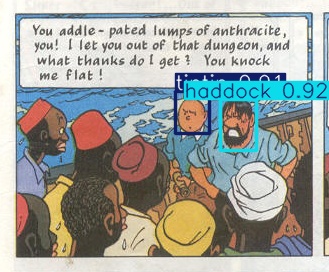 You addle-pated lumps of anthracite,
you! I let you out of that dungeon, and
what thanks do I get? You knock
me flat!
tintin 0.91
haddock 0.92